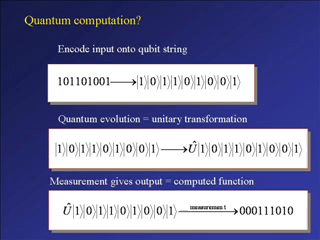 Quantum computation?
Encode input onto qubit string
101101001⟶|1⟩|0⟩|1⟩|1⟩|0⟩|1⟩|0⟩|0⟩|1⟩
Quantum evolution = unitary transformation
|1⟩|0⟩|1⟩|1⟩|0⟩|1⟩|0⟩|0⟩|1⟩⟶Û|1⟩|0⟩|1⟩|1⟩|0⟩|1⟩|0⟩|0⟩|1⟩
Measurement gives output = computed function
Û|1⟩|0⟩|1⟩|1⟩|0⟩|1⟩|0⟩|0⟩|1⟩ measurement⟶000111010